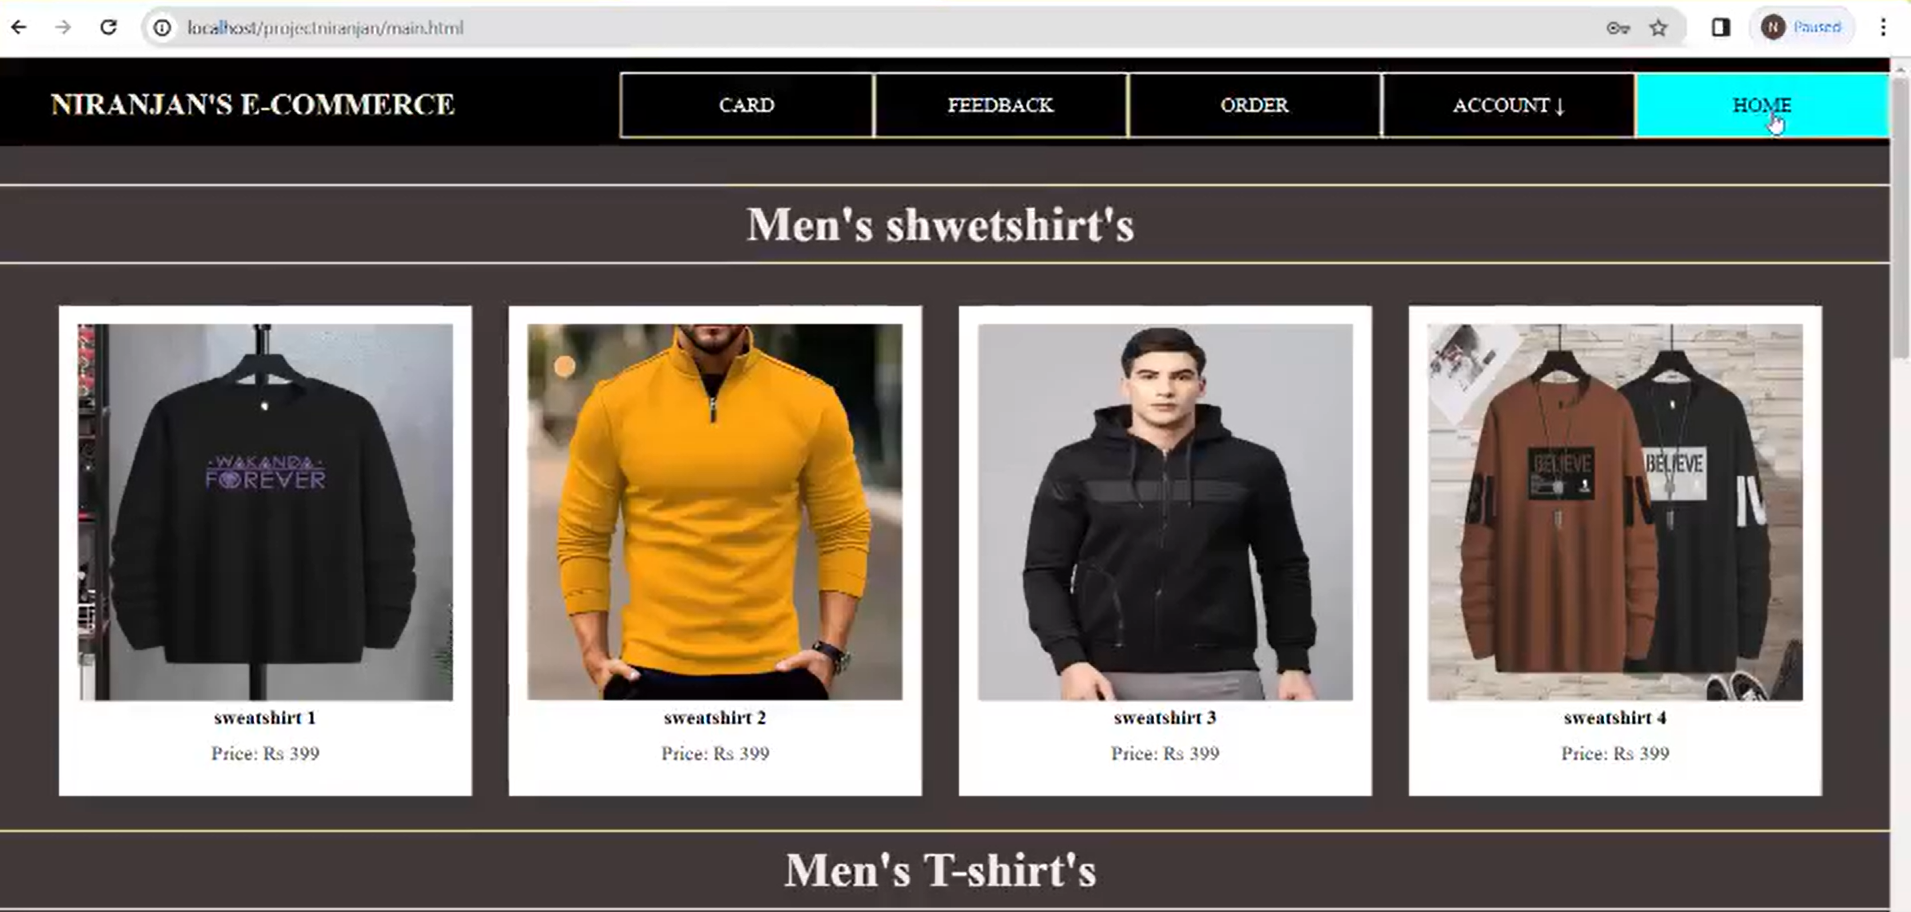 localhost/projectniranjan/main.html
N Paused
NIRANJAN'S E-COMMERCE
CARD
FEEDBACK
ORDER
ACCOUNT ↓
HOME
Men's shwetshirt's
WAKANDA
FOREVER
BELIEVE
BELIEVE
sweatshirt 1
sweatshirt 2
sweatshirt 3
sweatshirt 4
Price: Rs 399
Price: Rs 399
Price: Rs 399
Price: Rs 399
Men's T-shirt's